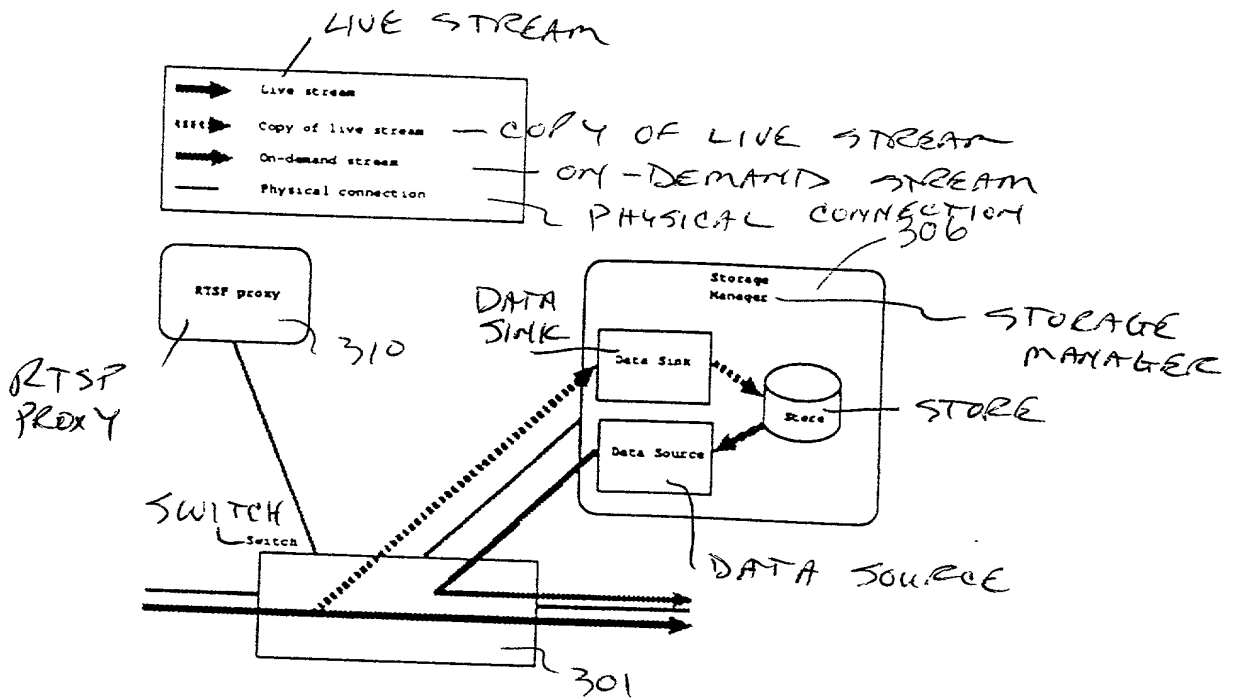 LIVE STREAM
Live stream
Copy of live stream — COPY OF LIVE STREAM
On-demand stream — ON-DEMAND STREAM
Physical connection PHYSICAL CONNECTION
306
Storage
Manager
STORAGE
MANAGER
RTSP proxy
310
RTSP
PROXY
DATA
SINK
Data Sink
Store
STORE
Data Source
DATA SOURCE
SWITCH
Switch
301